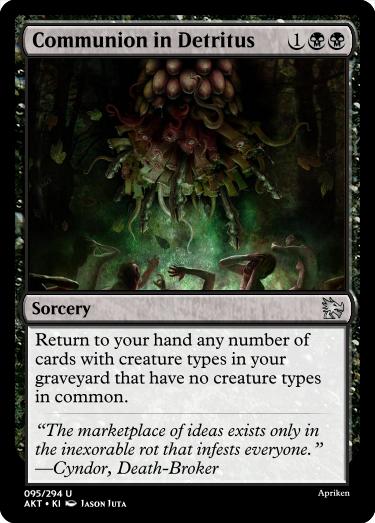 Communion in Detritus 1
Sorcery
Return to your hand any number of
cards with creature types in your
graveyard that have no creature types
in common.
“The marketplace of ideas exists only in
the inexorable rot that infests everyone.”
—Cyndor, Death-Broker
095/294 U
Apriken
AKT • KI Jason Juta